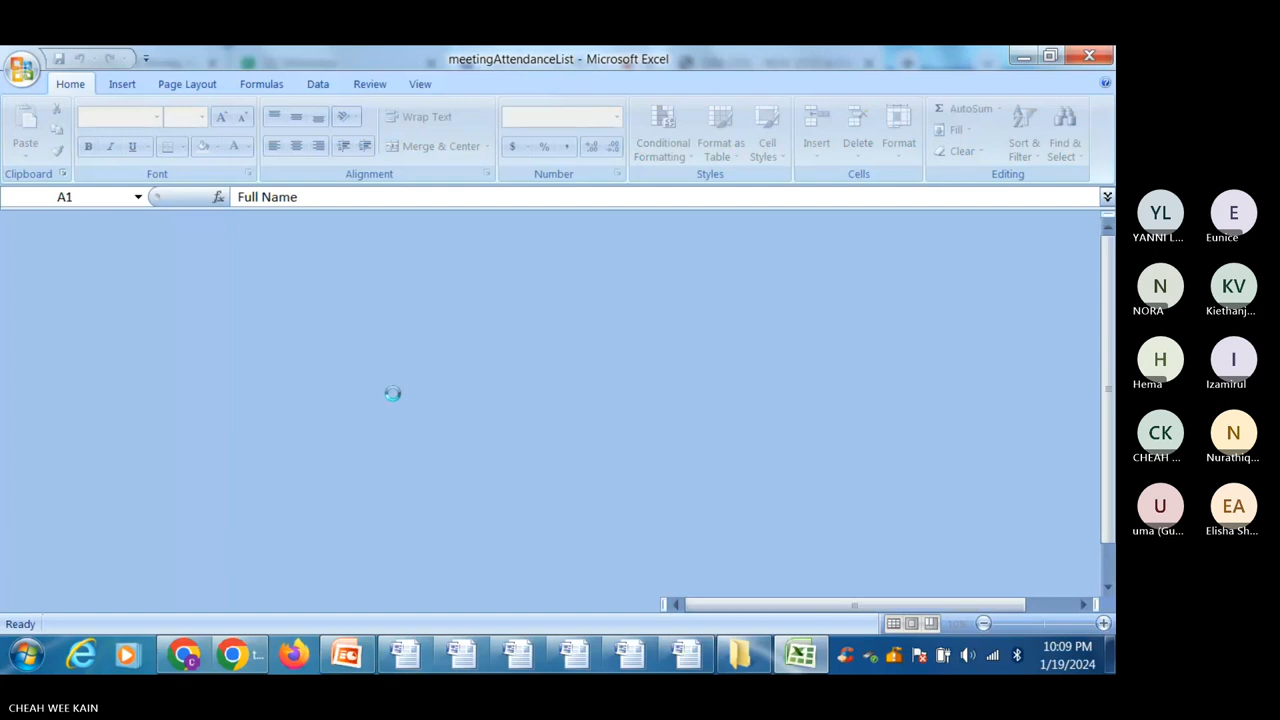 meetingAttendanceList - Microsoft Excel
Home Insert Page Layout Formulas Data Review View
Paste
Clipboard
B I U
A A
A
Font
Wrap Text
Merge & Center
Alignment
$ % ,
Number
Conditional Formatting
Format as Table
Cell Styles
Styles
Insert
Delete
Format
Cells
Σ AutoSum
Fill
Clear
Sort & Filter
Find & Select
Editing
A1
fx
Full Name
Ready
10:09 PM
1/19/2024
YL
YANNI L...
E
Eunice
N
NORA
KV
Kiethanj...
H
Hema
I
Izamirul
CK
CHEAH ...
N
Nurathiq...
U
uma (Gu...
EA
Elisha Sh...
CHEAH WEE KAIN